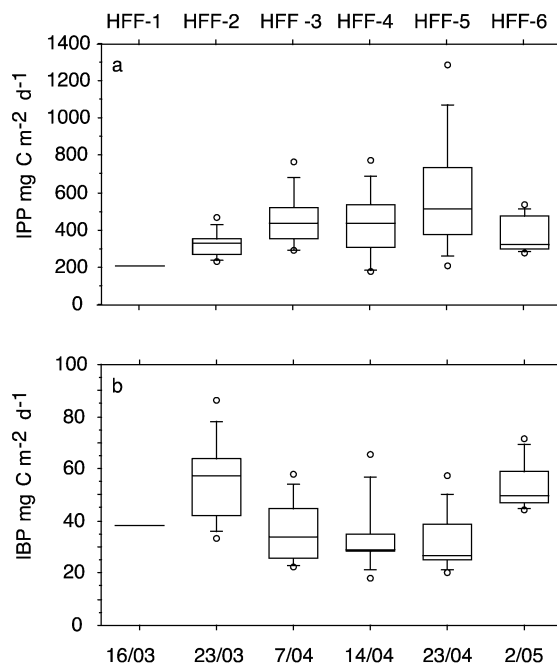 HFF-1 HFF-2 HFF -3 HFF-4 HFF-5 HFF-6
a
IPP mg C m⁻² d⁻¹
1400
1200
1000
800
600
400
200
0
b
IBP mg C m⁻² d⁻¹
100
80
60
40
20
0
16/03 23/03 7/04 14/04 23/04 2/05